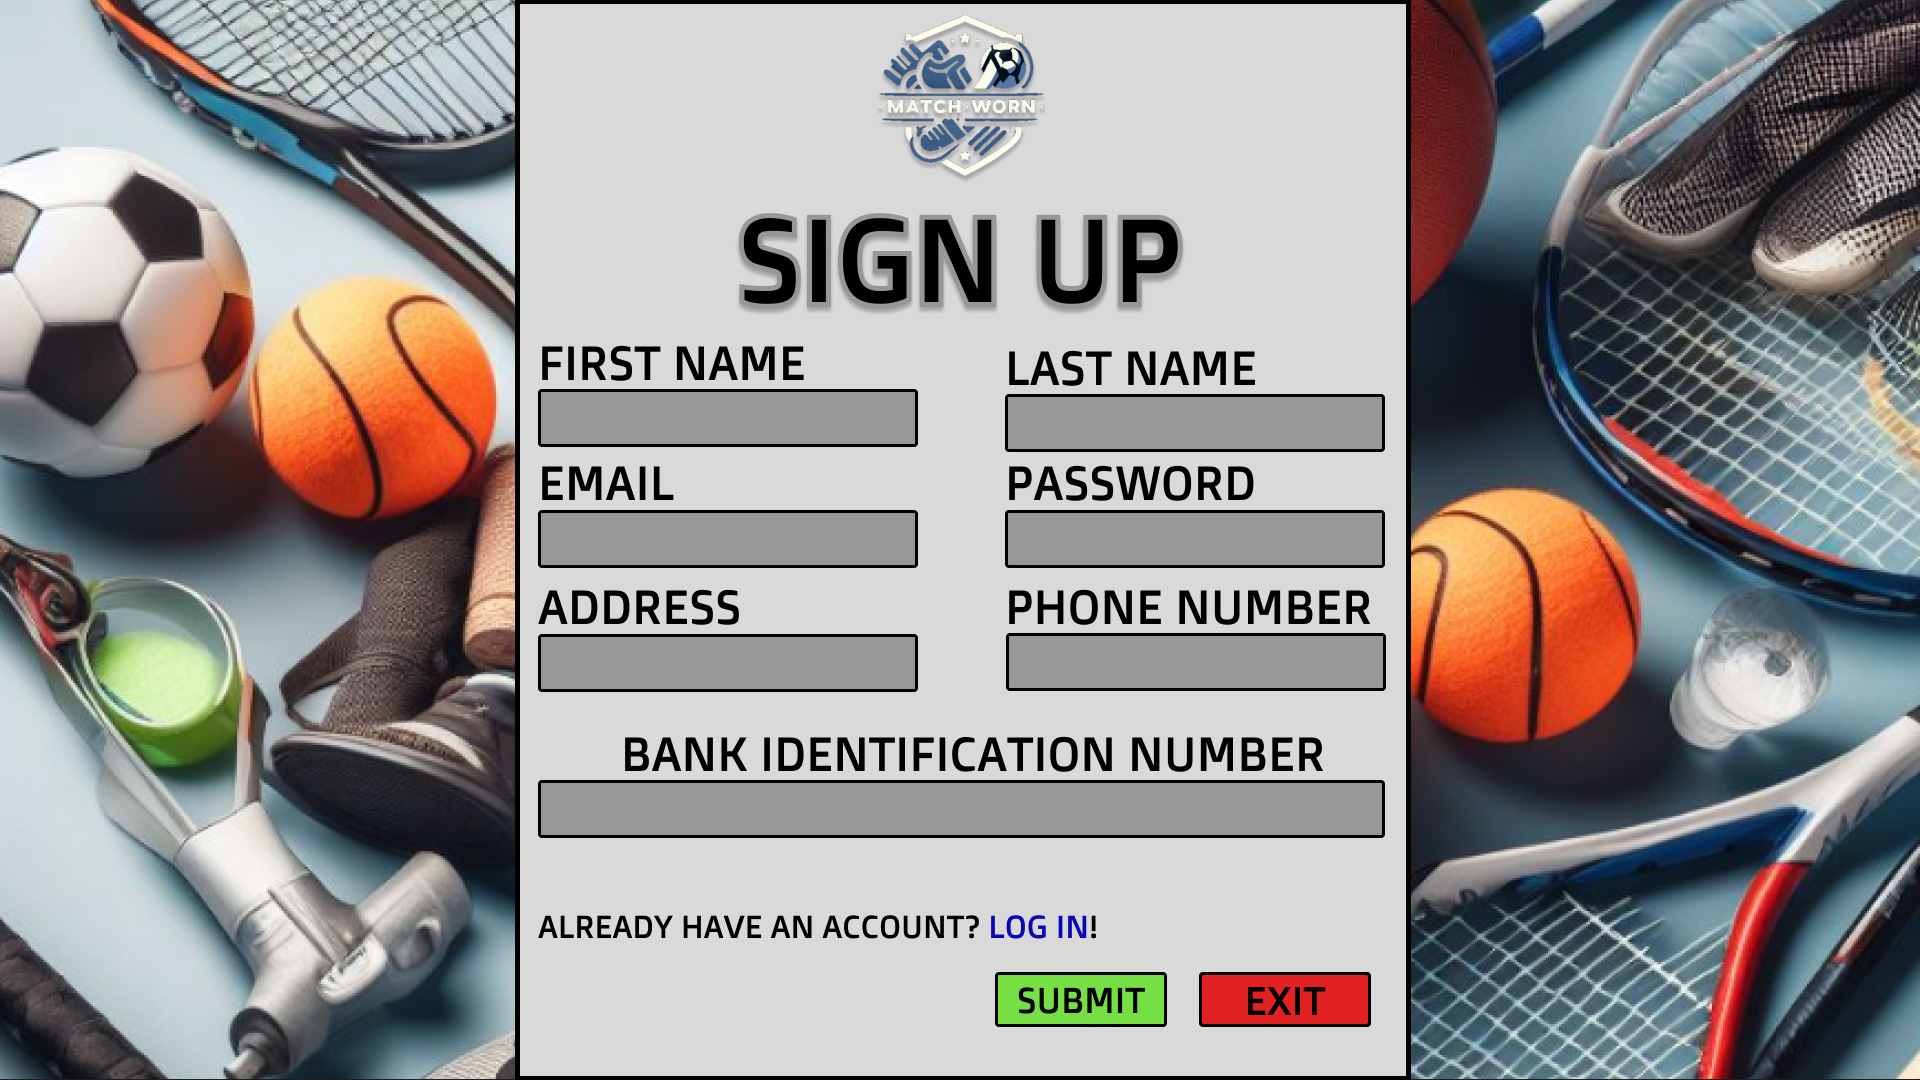 MATCH·WORN
SIGN UP
FIRST NAME
LAST NAME
EMAIL
PASSWORD
ADDRESS
PHONE NUMBER
BANK IDENTIFICATION NUMBER
ALREADY HAVE AN ACCOUNT? LOG IN!
SUBMIT
EXIT